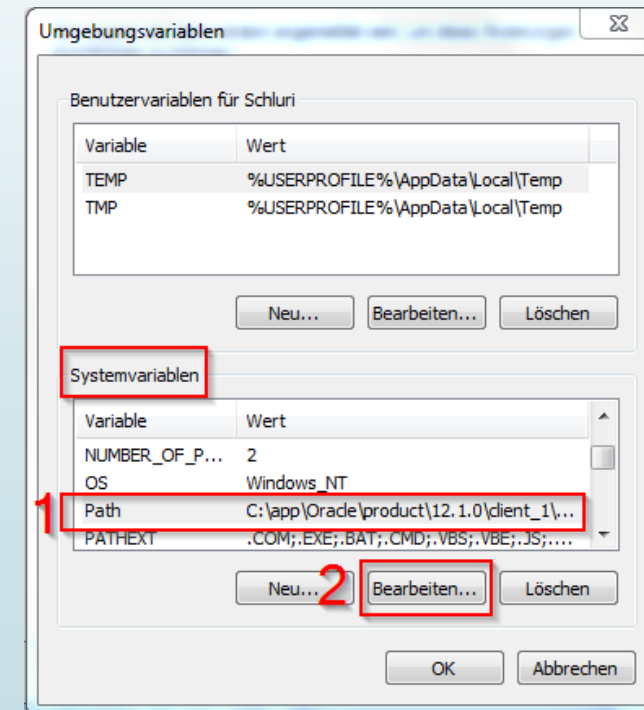 Umgebungsvariablen
Benutzervariablen für Schluri
Variable Wert
TEMP %USERPROFILE%\AppData\Local\Temp
TMP %USERPROFILE%\AppData\Local\Temp
Neu... Bearbeiten... Löschen
Systemvariablen
Variable Wert
NUMBER_OF_P... 2
OS Windows_NT
1 Path C:\app\Oracle\product\12.1.0\client_1\...
PATHEXT .COM;.EXE;.BAT;.CMD;.VBS;.VBE;.JS;....
Neu... 2 Bearbeiten... Löschen
OK Abbrechen